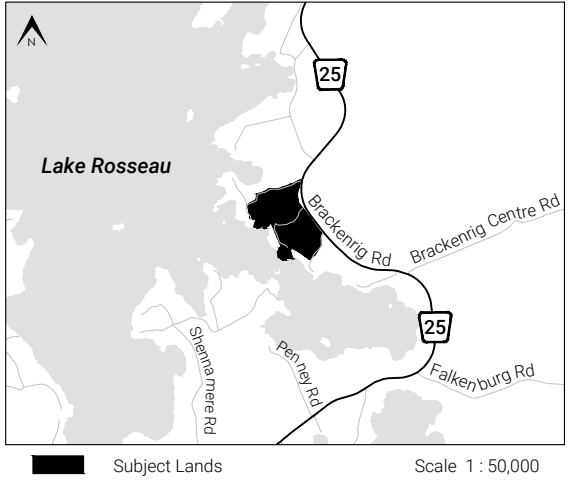 N
25
Lake Rosseau
Brackenrig Rd
Brackenrig Centre Rd
25
Shennamere Rd
Penney Rd
Falkenburg Rd
Subject Lands
Scale 1 : 50,000